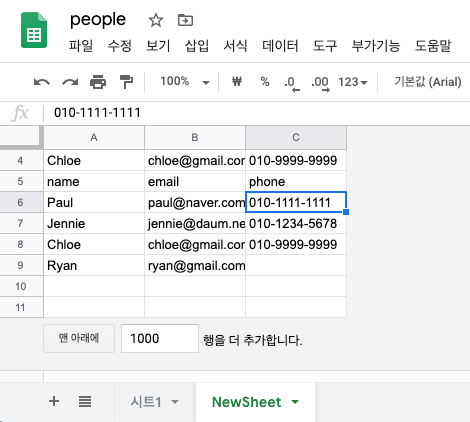 people
파일 수정 보기 삽입 서식 데이터 도구 부가기능 도움말
100% ₩ % .0 .00 123 기본값 (Arial)
fx 010-1111-1111
A B C
4 Chloe chloe@gmail.cor 010-9999-9999
5 name email phone
6 Paul paul@naver.com 010-1111-1111
7 Jennie jennie@daum.ne 010-1234-5678
8 Chloe chloe@gmail.cor 010-9999-9999
9 Ryan ryan@gmail.com
10
11
맨 아래에 1000 행을 더 추가합니다.
시트1 NewSheet